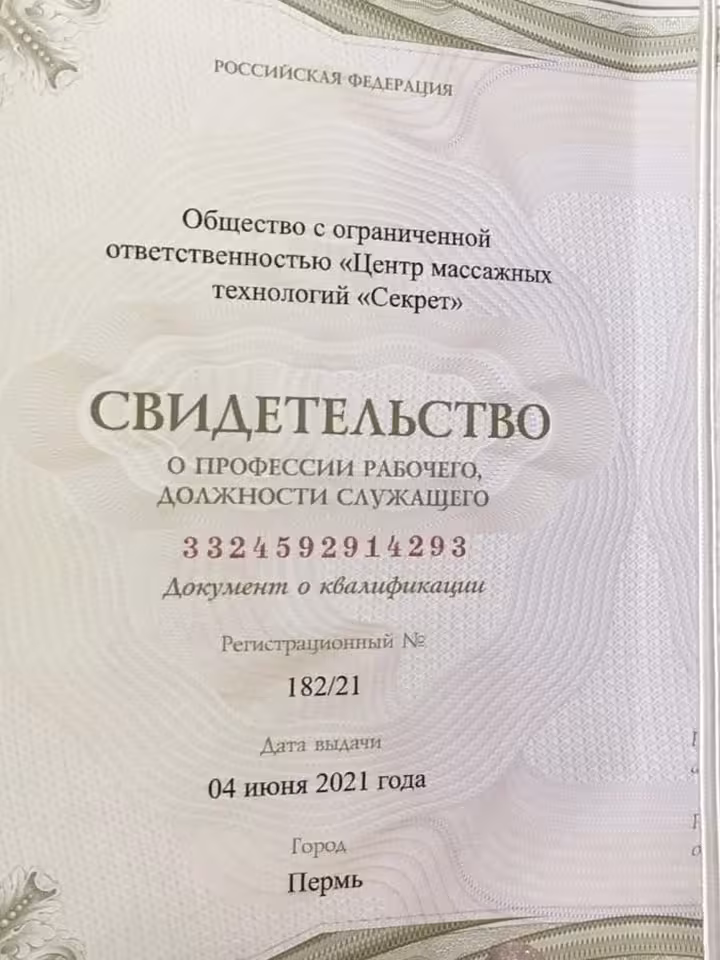 РОССИЙСКАЯ ФЕДЕРАЦИЯ
Общество с ограниченной
ответственностью «Центр массажных
технологий «Секрет»
СВИДЕТЕЛЬСТВО
О ПРОФЕССИИ РАБОЧЕГО,
ДОЛЖНОСТИ СЛУЖАЩЕГО
3324592914293
Документ о квалификации
Регистрационный №
182/21
Дата выдачи
04 июня 2021 года
Город
Пермь